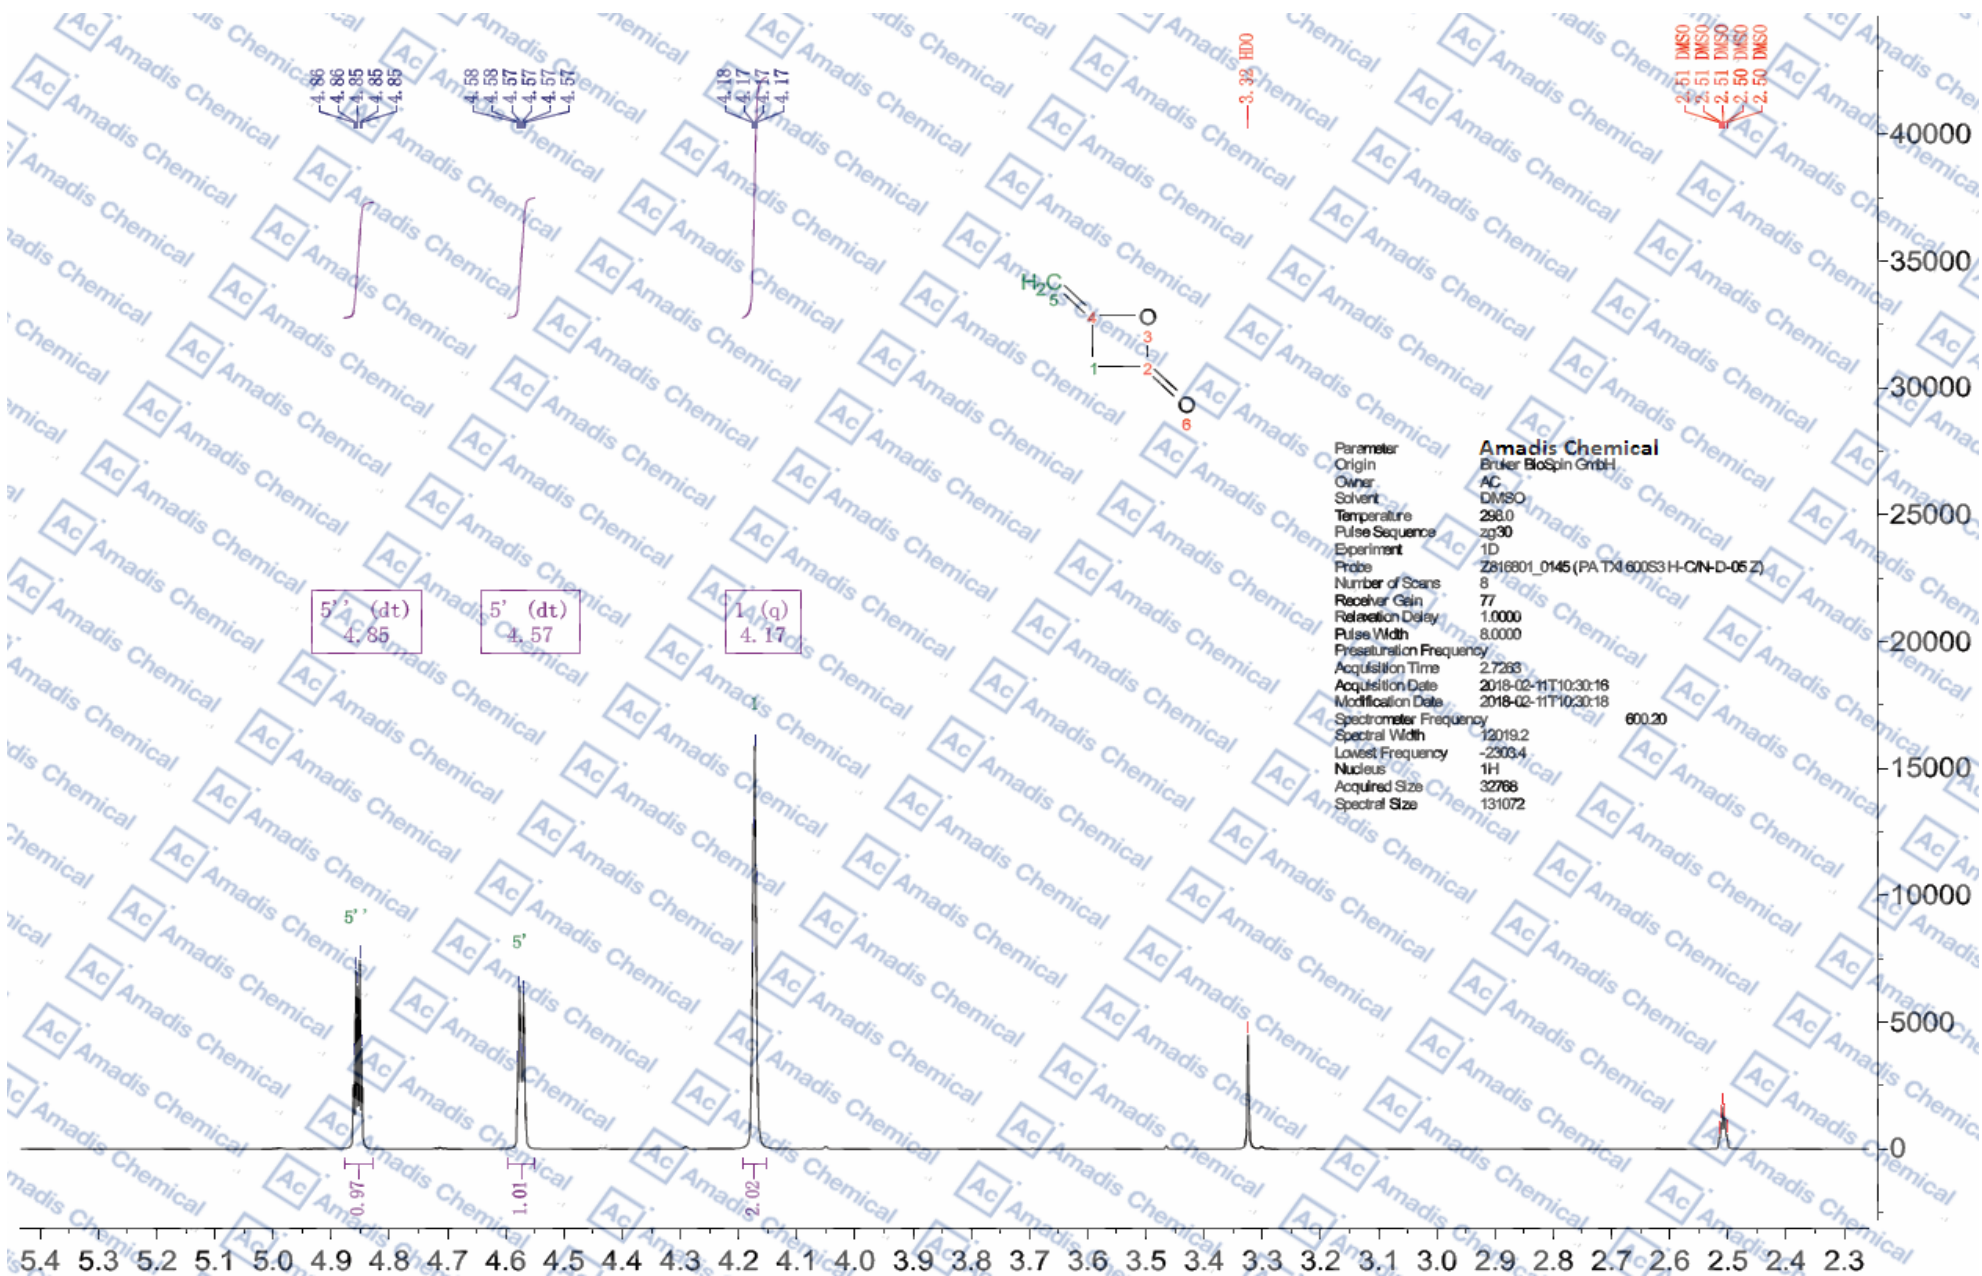 4.86
4.86
4.85
4.85
4.85
4.58
4.58
4.57
4.57
4.57
4.57
4.18
4.17
4.17
4.17
3.32 HDO
2.51 DMSO
2.51 DMSO
2.51 DMSO
2.50 DMSO
2.50 DMSO
40000
35000
30000
25000
20000
15000
10000
5000
0
H2C
5
4
O
3
1
2
O
6
Parameter Amadis Chemical
Origin Bruker BioSpin GmbH
Owner AC
Solvent DMSO
Temperature 298.0
Pulse Sequence zg30
Experiment 1D
Probe Z816801_0145 (PA TXI 600S3 H-C/N-D-05 Z)
Number of Scans 8
Receiver Gain 77
Relaxation Delay 1.0000
Pulse Width 8.0000
Presaturation Frequency
Acquisition Time 2.7263
Acquisition Date 2018-02-11T10:30:16
Modification Date 2018-02-11T10:30:18
Spectrometer Frequency 600.20
Spectral Width 12019.2
Lowest Frequency -2303.4
Nucleus 1H
Acquired Size 32768
Spectral Size 131072
5'' (dt)
4.85
5' (dt)
4.57
1 (q)
4.17
1
5''
5'
0.97
1.01
2.02
5.4 5.3 5.2 5.1 5.0 4.9 4.8 4.7 4.6 4.5 4.4 4.3 4.2 4.1 4.0 3.9 3.8 3.7 3.6 3.5 3.4 3.3 3.2 3.1 3.0 2.9 2.8 2.7 2.6 2.5 2.4 2.3
Ac Amadis Chemical